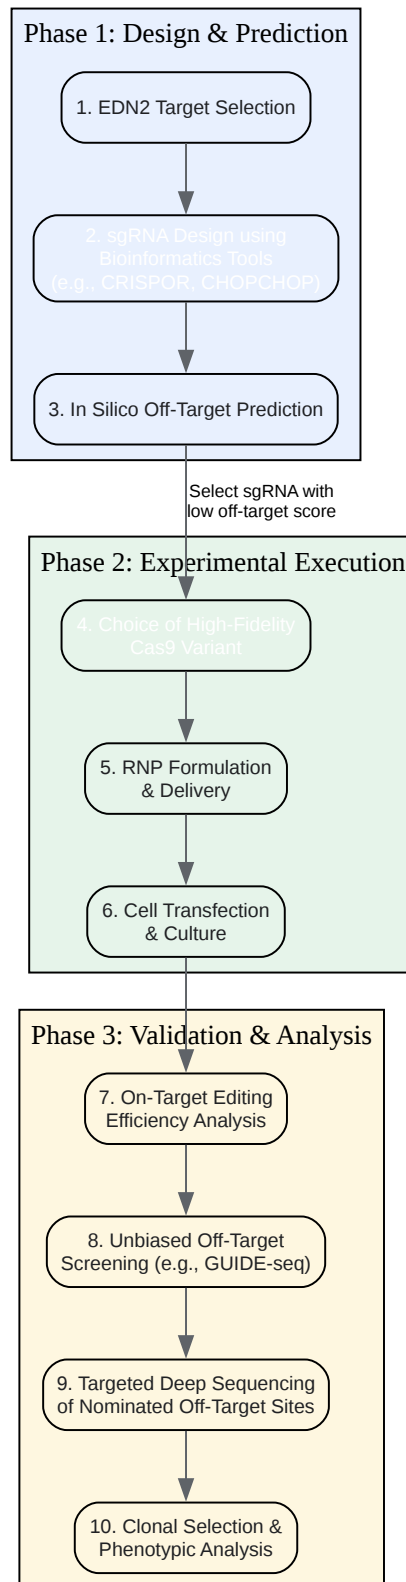 Phase 1: Design & Prediction
1. EDN2 Target Selection
2. sgRNA Design using
Bioinformatics Tools
(e.g., CRISPOR, CHOPCHOP)
3. In Silico Off-Target Prediction
Select sgRNA with
low off-target score
Phase 2: Experimental Execution
4. Choice of High-Fidelity
Cas9 Variant
5. RNP Formulation
& Delivery
6. Cell Transfection
& Culture
Phase 3: Validation & Analysis
7. On-Target Editing
Efficiency Analysis
8. Unbiased Off-Target
Screening (e.g., GUIDE-seq)
9. Targeted Deep Sequencing
of Nominated Off-Target Sites
10. Clonal Selection &
Phenotypic Analysis